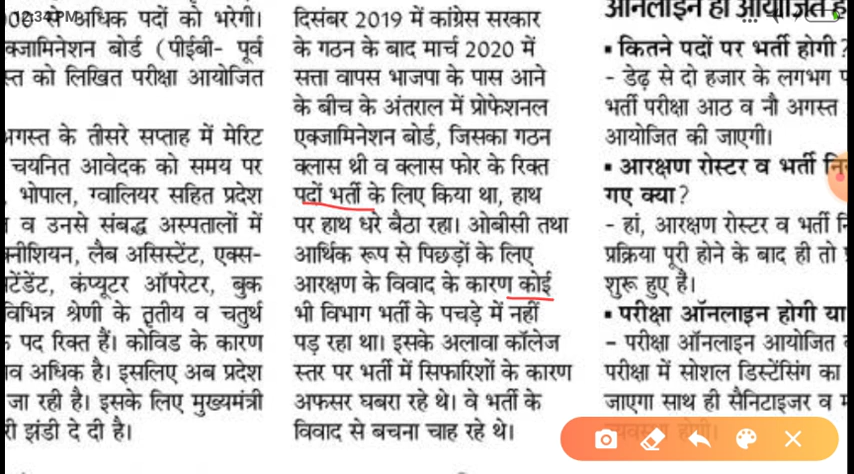 12:34 PM
अधिक पदों को भरेगी।
क्जामिनेशन बोर्ड (पीईबी- पूर्व
को लिखित परीक्षा आयोजित
अगस्त के तीसरे सप्ताह में मेरिट
चयनित आवेदक को समय पर
, भोपाल, ग्वालियर सहित प्रदेश
व उनसे संबद्ध अस्पतालों में
क्नीशियन, लैब असिस्टेंट, एक्स-
टेंडेंट, कंप्यूटर ऑपरेटर, बुक
विभिन्न श्रेणी के तृतीय व चतुर्थ
पद रिक्त हैं। कोविड के कारण
अधिक है। इसलिए अब प्रदेश
जा रही है। इसके लिए मुख्यमंत्री
री झंडी दे दी है।
दिसंबर 2019 में कांग्रेस सरकार
के गठन के बाद मार्च 2020 में
सत्ता वापस भाजपा के पास आने
के बीच के अंतराल में प्रोफेशनल
एक्जामिनेशन बोर्ड, जिसका गठन
क्लास थ्री व क्लास फोर के रिक्त
पदों भर्ती के लिए किया था, हाथ
पर हाथ धरे बैठा रहा। ओबीसी तथा
आर्थिक रूप से पिछड़ों के लिए
आरक्षण के विवाद के कारण कोई
भी विभाग भर्ती के पचड़े में नहीं
पड़ रहा था। इसके अलावा कॉलेज
स्तर पर भर्ती में सिफारिशों के कारण
अफसर घबरा रहे थे। वे भर्ती के
विवाद से बचना चाह रहे थे।
ऑनलाइन ही आयोजित
▪ कितने पदों पर भर्ती होगी?
- डेढ़ से दो हजार के लगभग
भर्ती परीक्षा आठ व नौ अगस्त
आयोजित की जाएगी।
▪ आरक्षण रोस्टर व भर्ती
गए क्या?
- हां, आरक्षण रोस्टर व भर्ती
प्रक्रिया पूरी होने के बाद ही तो
शुरू हुए हैं।
▪ परीक्षा ऑनलाइन होगी या
- परीक्षा ऑनलाइन आयोजित
परीक्षा में सोशल डिस्टेंसिंग का
जाएगा साथ ही सैनिटाइजर व
व्यवस्था होगी।